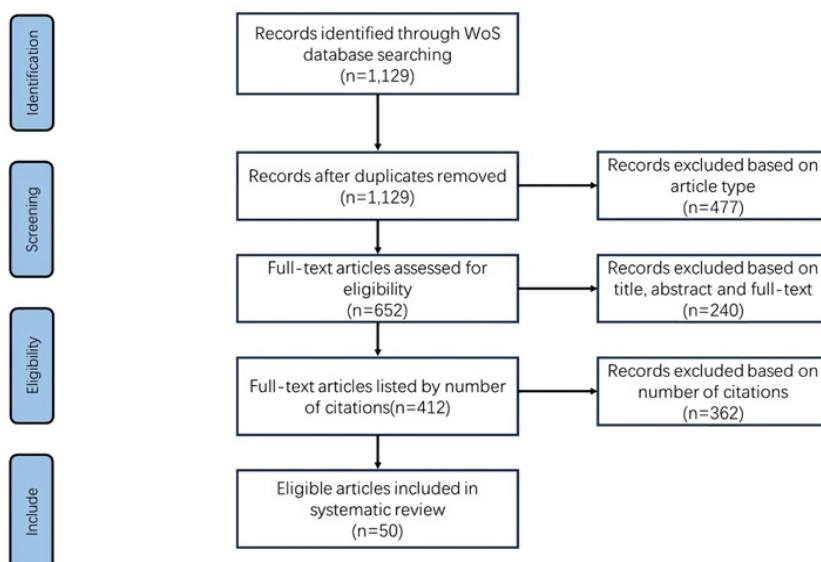 Identification
Records identified through WoS
database searching
(n=1,129)
Screening
Records after duplicates removed
(n=1,129)
Records excluded based on
article type
(n=477)
Full-text articles assessed for
eligibility
(n=652)
Records excluded based on
title, abstract and full-text
(n=240)
Eligibility
Full-text articles listed by number
of citations(n=412)
Records excluded based on
number of citations
(n=362)
Include
Eligible articles included in
systematic review
(n=50)